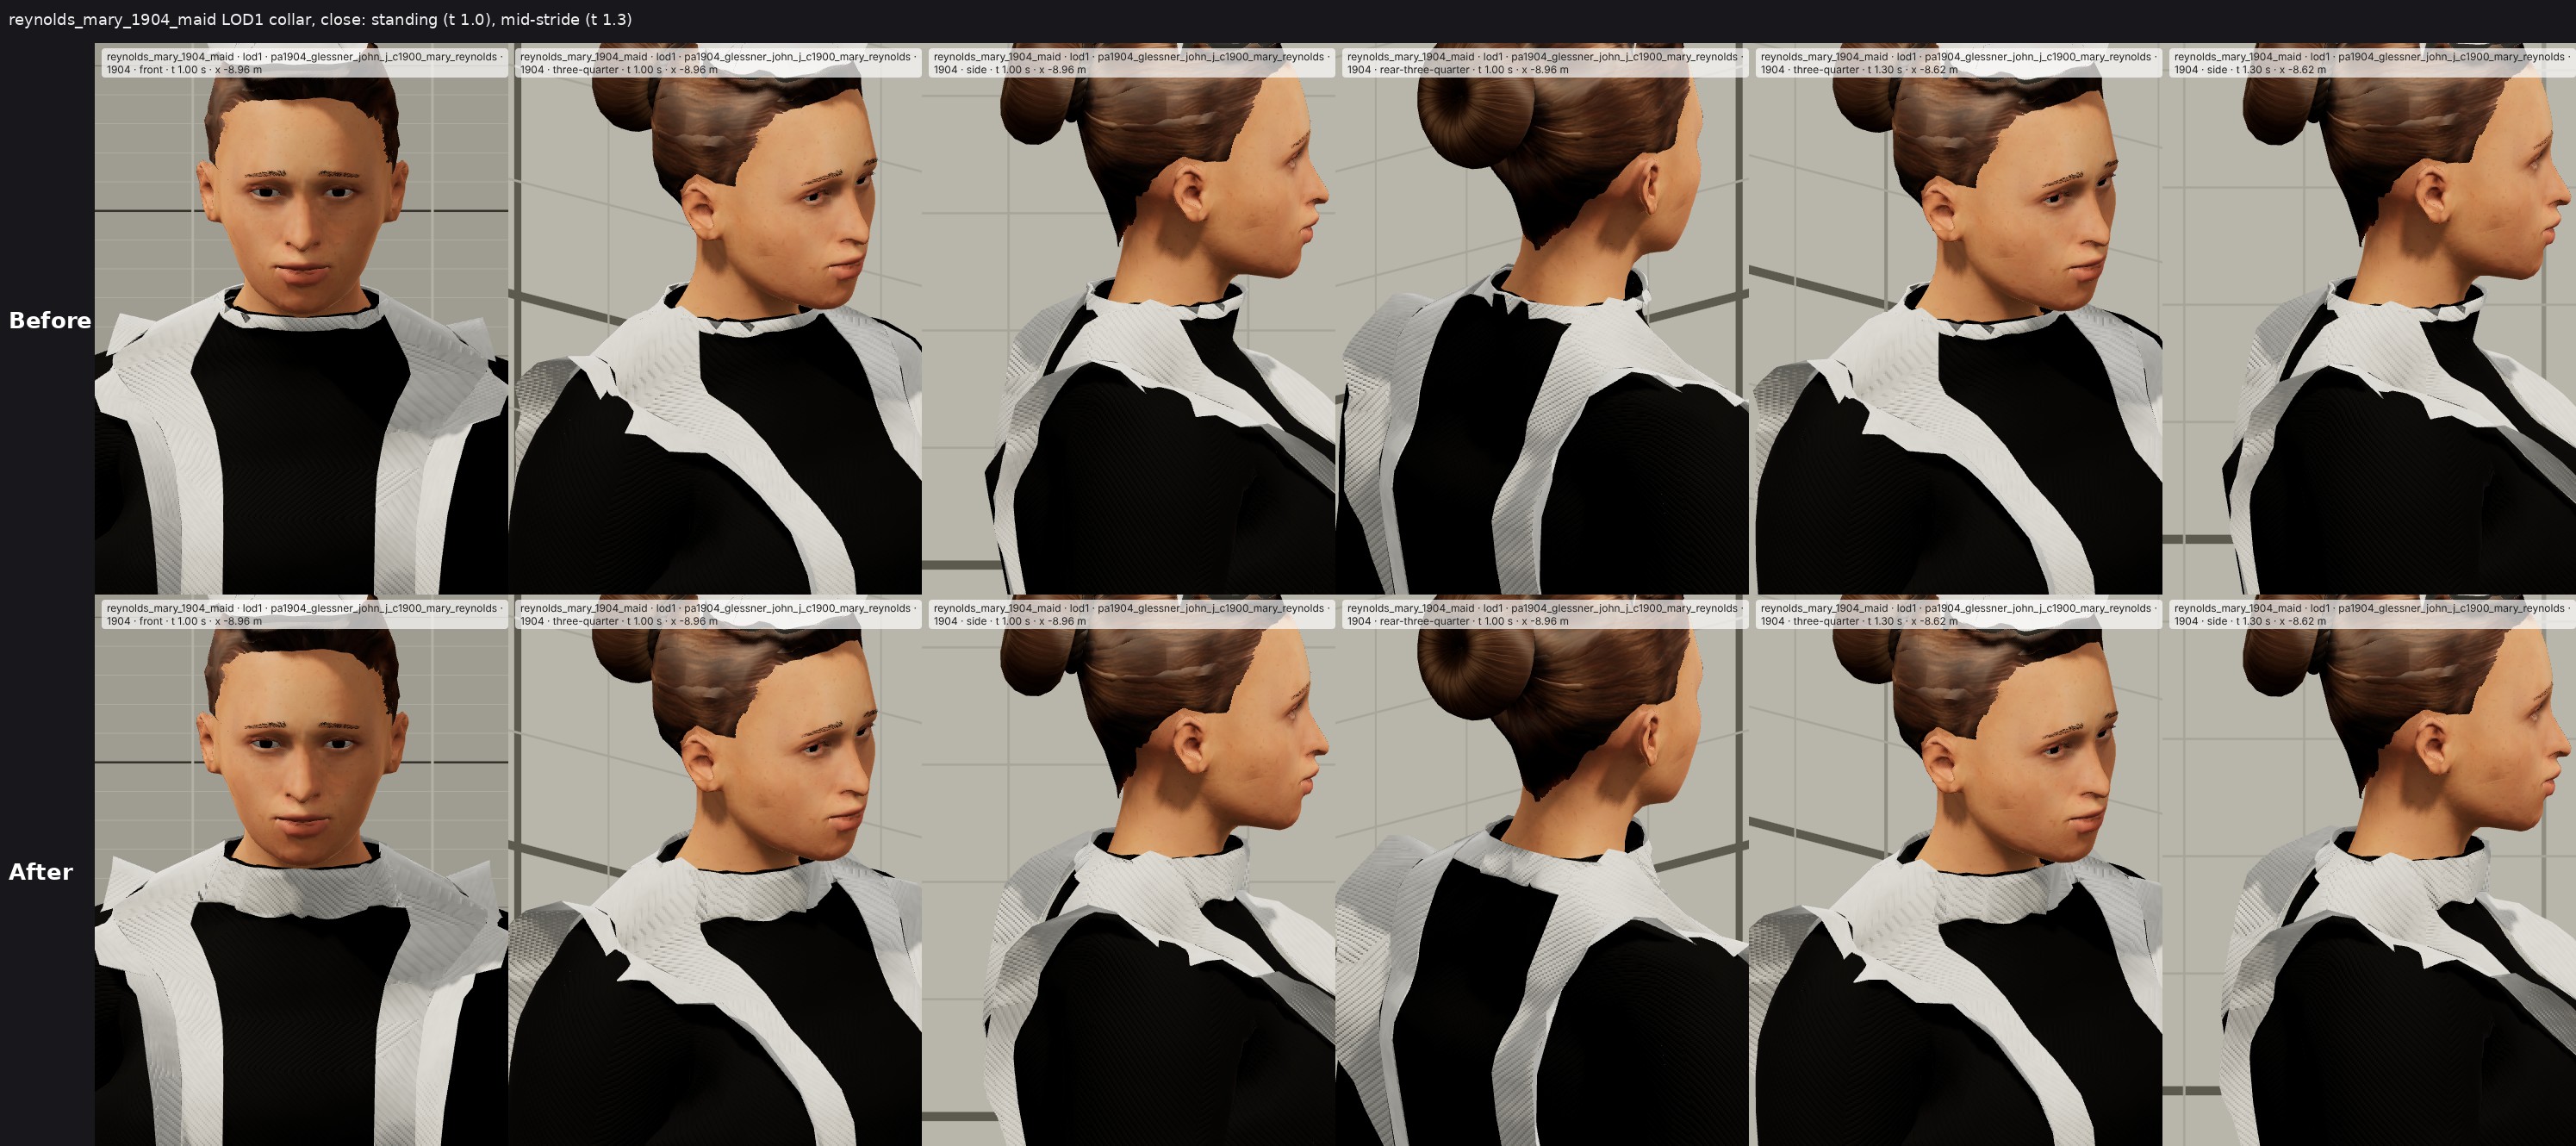 reynolds_mary_1904_maid LOD1 collar, close: standing (t 1.0), mid-stride (t 1.3)
reynolds_mary_1904_maid · lod1 · pa1904_glessner_john_j_c1900_mary_reynolds ·
1904 · front · t 1.00 s · x -8.96 m
reynolds_mary_1904_maid · lod1 · pa1904_glessner_john_j_c1900_mary_reynolds ·
1904 · three-quarter · t 1.00 s · x -8.96 m
reynolds_mary_1904_maid · lod1 · pa1904_glessner_john_j_c1900_mary_reynolds ·
1904 · side · t 1.00 s · x -8.96 m
reynolds_mary_1904_maid · lod1 · pa1904_glessner_john_j_c1900_mary_reynolds ·
1904 · rear-three-quarter · t 1.00 s · x -8.96 m
reynolds_mary_1904_maid · lod1 · pa1904_glessner_john_j_c1900_mary_reynolds ·
1904 · three-quarter · t 1.30 s · x -8.62 m
reynolds_mary_1904_maid · lod1 · pa1904_glessner_john_j_c1900_mary_reynolds ·
1904 · side · t 1.30 s · x -8.62 m
Before
reynolds_mary_1904_maid · lod1 · pa1904_glessner_john_j_c1900_mary_reynolds ·
1904 · front · t 1.00 s · x -8.96 m
reynolds_mary_1904_maid · lod1 · pa1904_glessner_john_j_c1900_mary_reynolds ·
1904 · three-quarter · t 1.00 s · x -8.96 m
reynolds_mary_1904_maid · lod1 · pa1904_glessner_john_j_c1900_mary_reynolds ·
1904 · side · t 1.00 s · x -8.96 m
reynolds_mary_1904_maid · lod1 · pa1904_glessner_john_j_c1900_mary_reynolds ·
1904 · rear-three-quarter · t 1.00 s · x -8.96 m
reynolds_mary_1904_maid · lod1 · pa1904_glessner_john_j_c1900_mary_reynolds ·
1904 · three-quarter · t 1.30 s · x -8.62 m
reynolds_mary_1904_maid · lod1 · pa1904_glessner_john_j_c1900_mary_reynolds ·
1904 · side · t 1.30 s · x -8.62 m
After